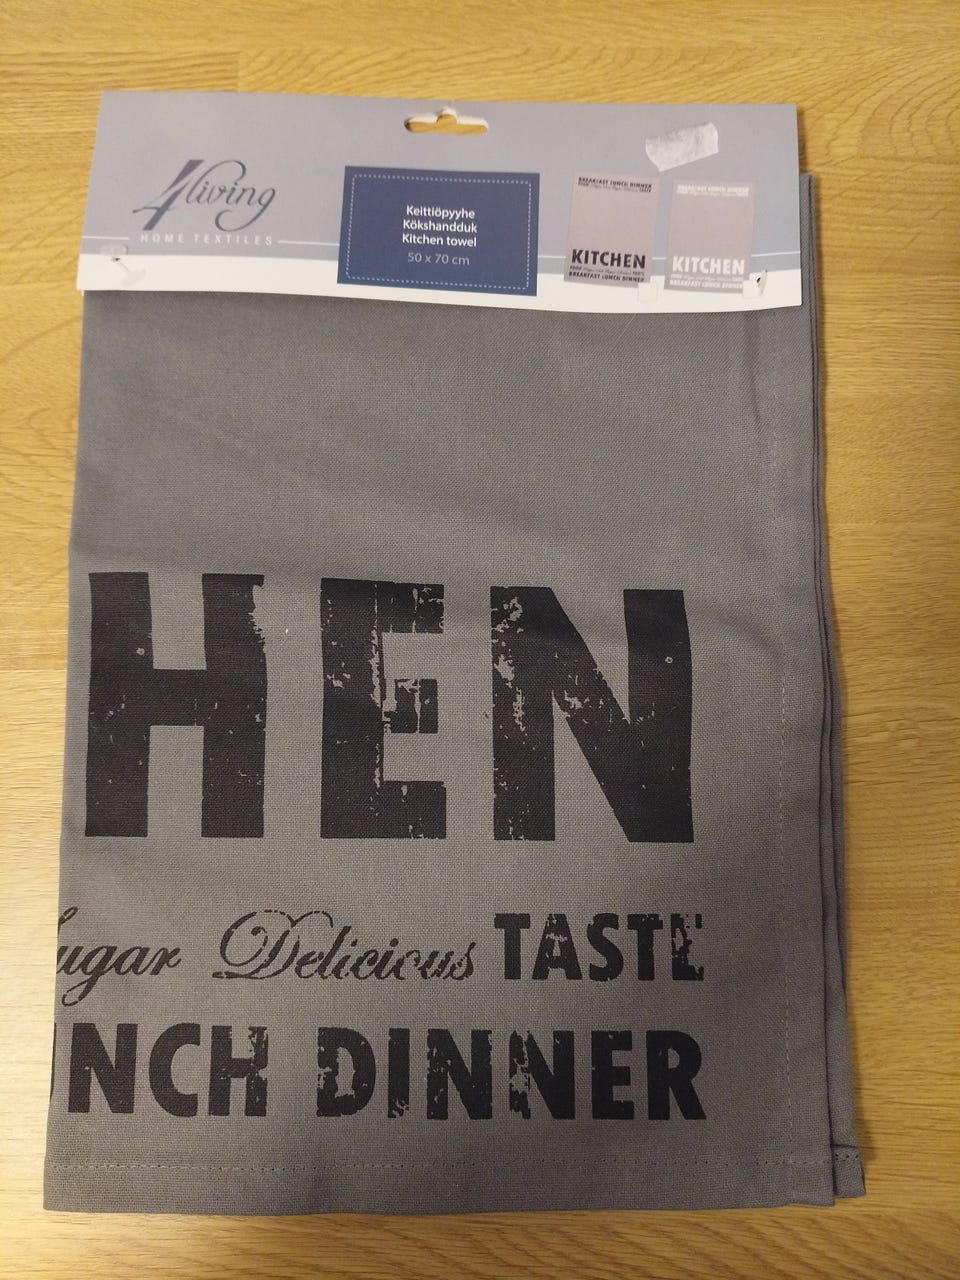 4living
HOME TEXTILES
Keittiöpyyhe
Kökshandduk
Kitchen towel
50 x 70 cm
BREAKFAST LUNCH DINNER
KITCHEN
BREAKFAST LUNCH DINNER
BREAKFAST LUNCH DINNER
KITCHEN
BREAKFAST LUNCH DINNER
HEN
ugar Delicious TASTE
NCH DINNER